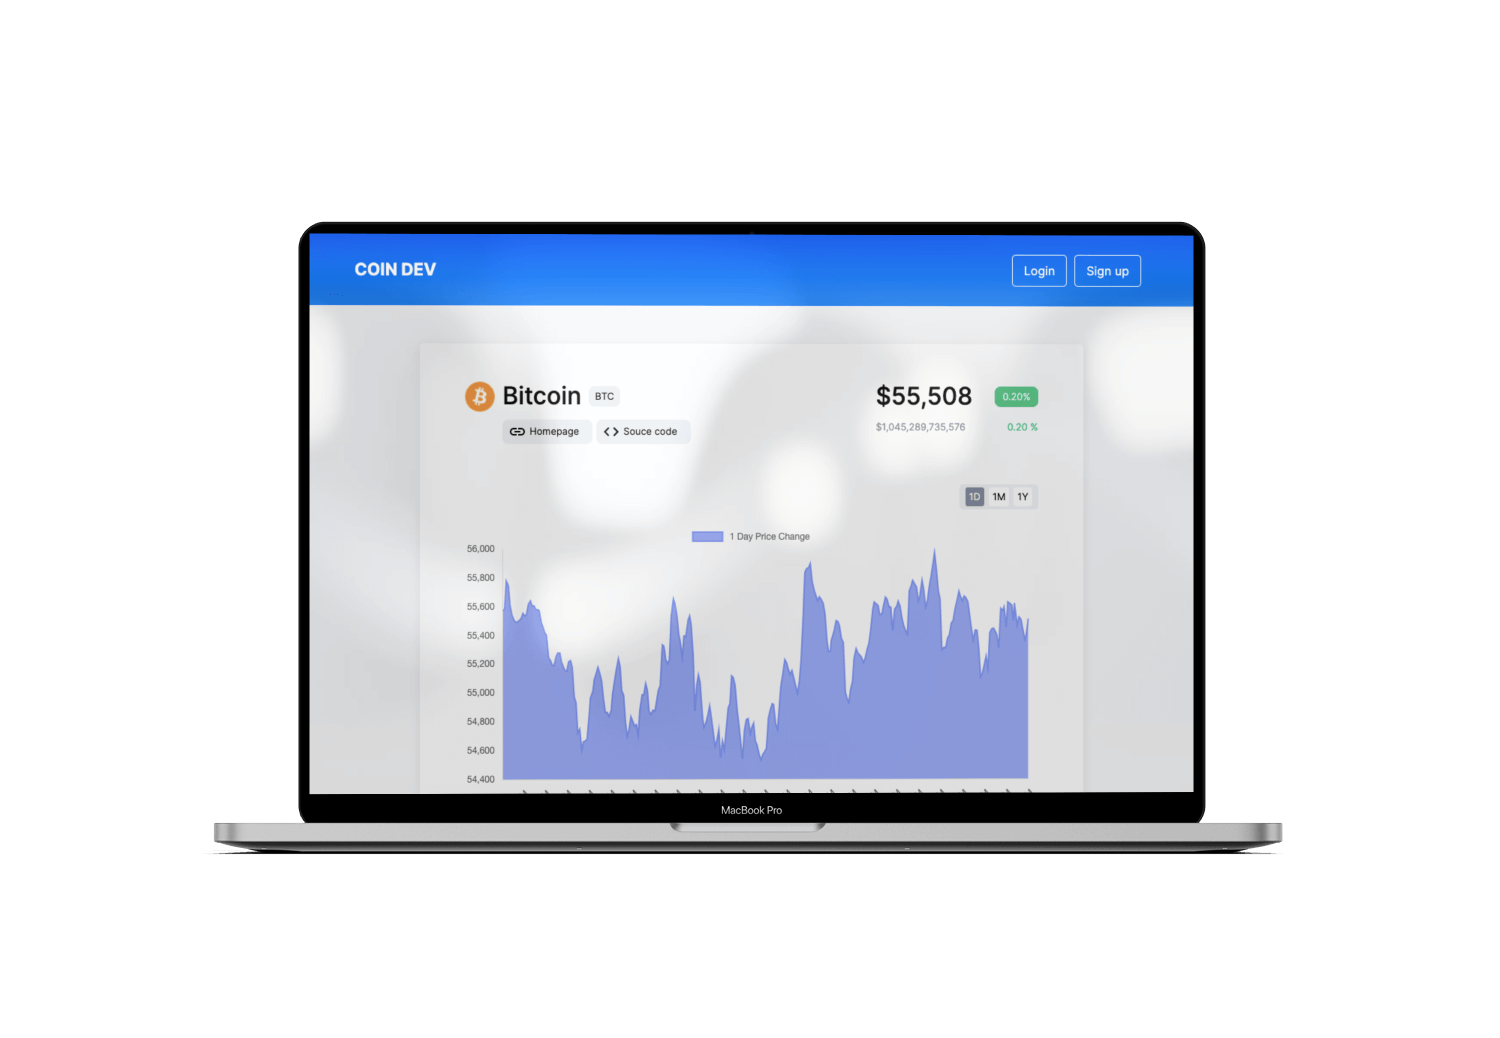 COIN DEV
Login Sign up
Bitcoin BTC
$55,508 0.20%
Homepage Souce code
$1,045,289,735,576 0.20 %
1D 1M 1Y
1 Day Price Change
56,000
55,800
55,600
55,400
55,200
55,000
54,800
54,600
54,400
MacBook Pro